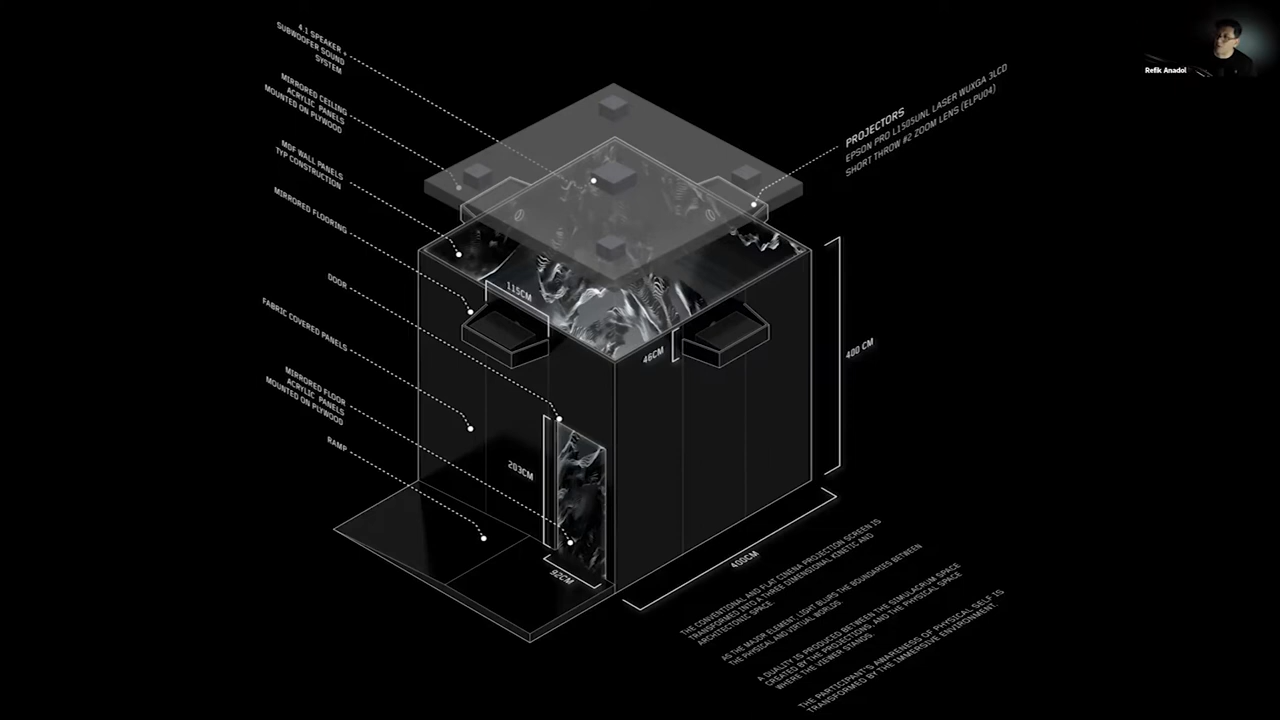 4.1 SPEAKER +
SUBWOOFER SOUND
SYSTEM
MIRRORED CEILING
ACRYLIC PANELS
MOUNTED ON PLYWOOD
MDF WALL PANELS
TYP CONSTRUCTION
MIRRORED FLOORING
DOOR
FABRIC COVERED PANELS
MIRRORED FLOOR
ACRYLIC PANELS
MOUNTED ON PLYWOOD
RAMP
Refik Anadol
PROJECTORS
EPSON PRO L1505UNL LASER WUXGA 3LCD
SHORT THROW #2 ZOOM LENS (ELPU04)
115CM
46CM
400 CM
203CM
92CM
400CM
THE CONVENTIONAL AND FLAT CINEMA PROJECTION SCREEN IS
TRANSFORMED INTO A THREE DIMENSIONAL KINETIC AND
ARCHITECTONIC SPACE.
AS THE MAJOR ELEMENT, LIGHT BLURS THE BOUNDARIES BETWEEN
THE PHYSICAL AND VIRTUAL WORLDS.
A DUALITY IS PRODUCED BETWEEN THE SIMULACRUM SPACE
CREATED BY THE PROJECTIONS, AND THE PHYSICAL SPACE
WHERE THE VIEWER STANDS.
THE PARTICIPANT'S AWARENESS OF PHYSICAL SELF IS
TRANSFORMED BY THE IMMERSIVE ENVIRONMENT.